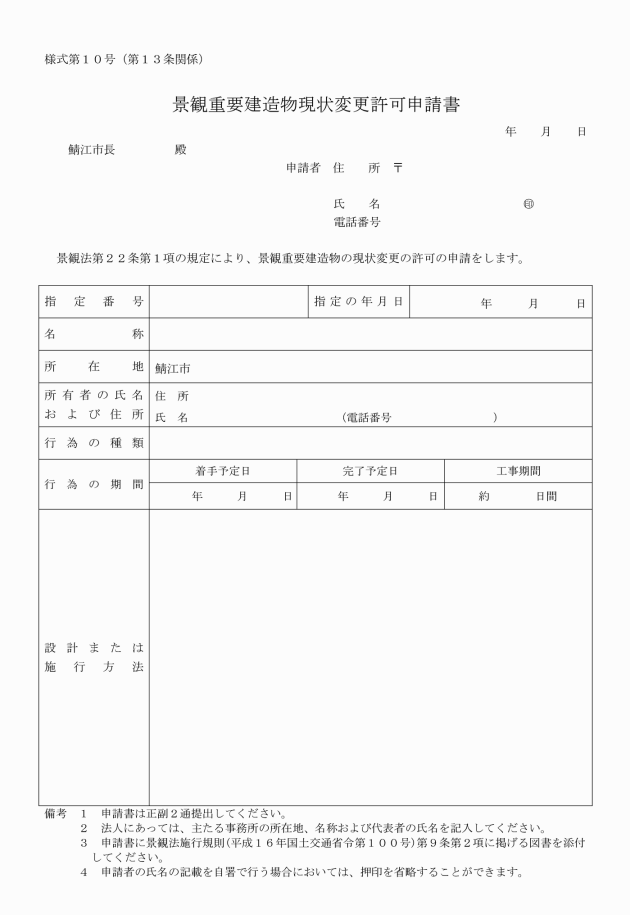 様式第１０号（第１３条関係）
景観重要建造物現状変更許可申請書
年　　月　　日
鯖江市長　　　　　殿
申請者　住　　所　〒
氏　　名　　　　　　　　　　　　㊞
電話番号
景観法第２２条第１項の規定により、景観重要建造物の現状変更の許可の申請をします。
指定番号　　指定の年月日　　年　　月　　日
名称
所在地　鯖江市
所有者の氏名　住　所
および住所　氏　名　　　　　　　　　　（電話番号　　　　　　　　）
行為の種類
着手予定日　　完了予定日　　工事期間
行為の期間　　年　　月　　日　　年　　月　　日　　約　　　日間
設計または
施行方法
備考　１　申請書は正副２通提出してください。
２　法人にあっては、主たる事務所の所在地、名称および代表者の氏名を記入してください。
３　申請書に景観法施行規則(平成１６年国土交通省令第１００号)第９条第２項に掲げる図書を添付
してください。
４　申請者の氏名の記載を自署で行う場合においては、押印を省略することができます。